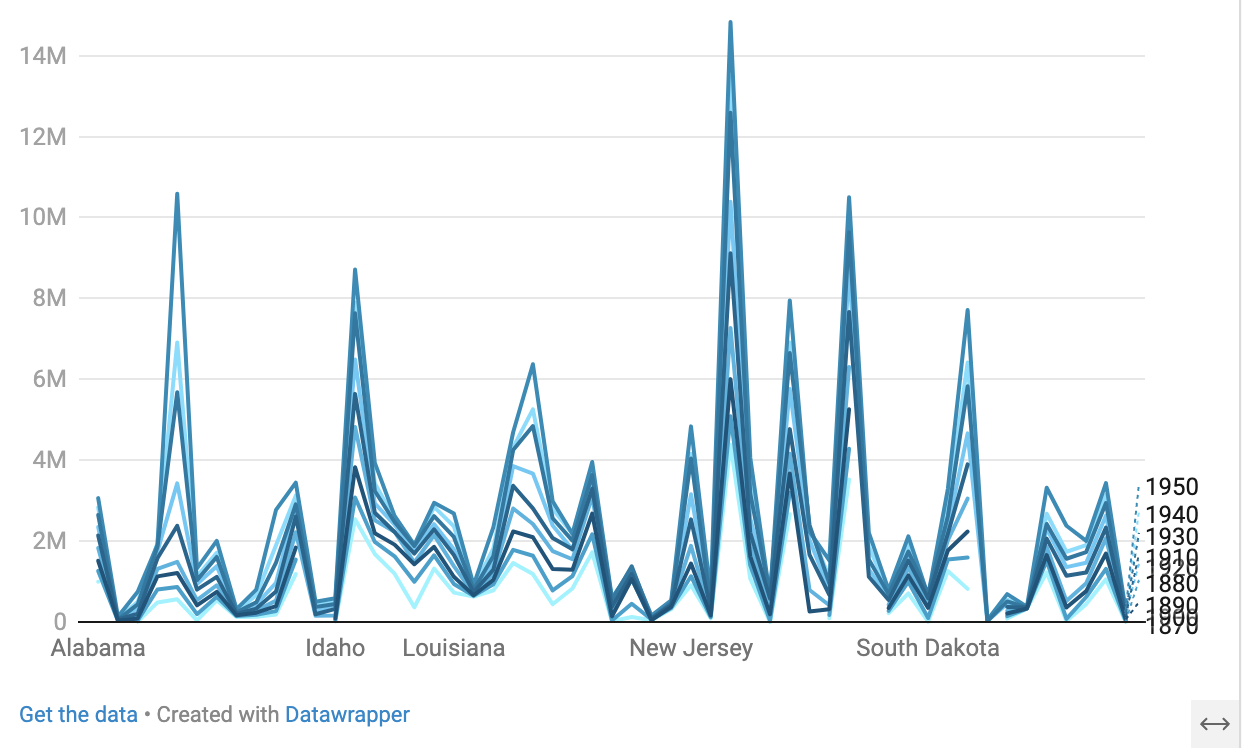 14M
12M
10M
8M
6M
4M
2M
0
1950
1940
1930
1910
1920
1880
1890
1900
1870
Alabama Idaho Louisiana New Jersey South Dakota
Get the data • Created with Datawrapper